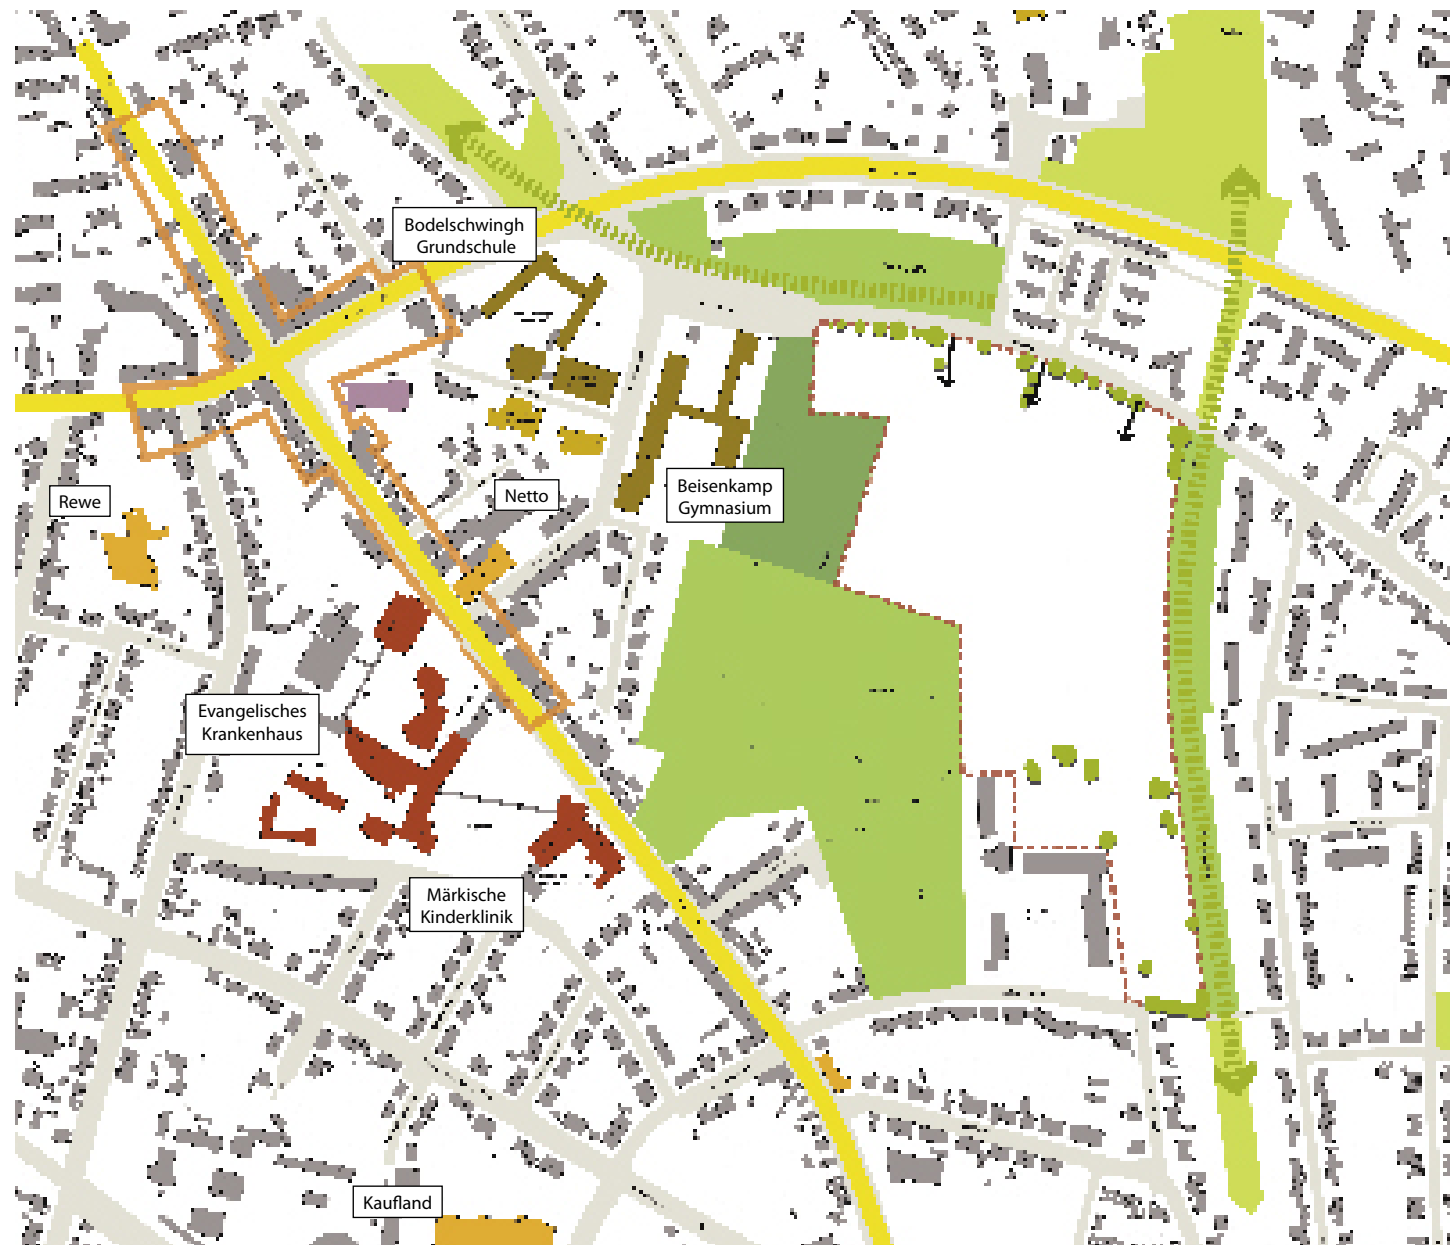 Bodelschwingh
Grundschule
Rewe
Netto
Beisenkamp
Gymnasium
Evangelisches
Krankenhaus
Märkische
Kinderklinik
Kaufland